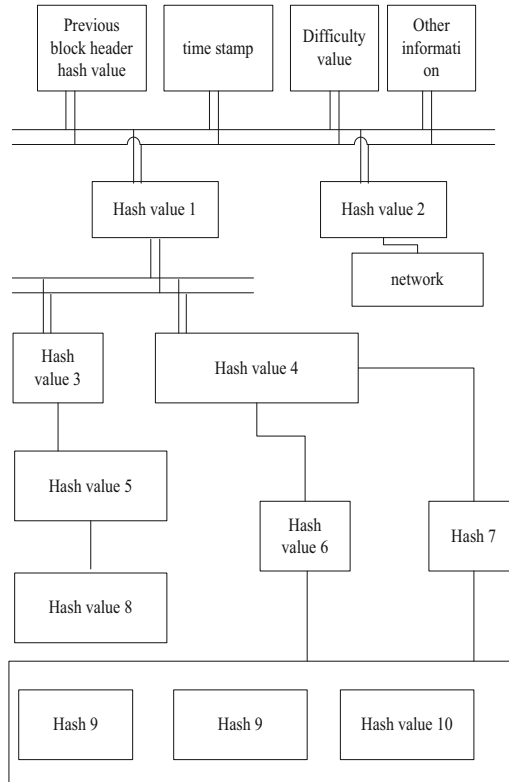 Previous
block header
hash value
time stamp
Difficulty
value
Other
informati
on
Hash value 1
Hash value 2
network
Hash
value 3
Hash value 4
Hash value 5
Hash
value 6
Hash 7
Hash value 8
Hash 9
Hash 9
Hash value 10